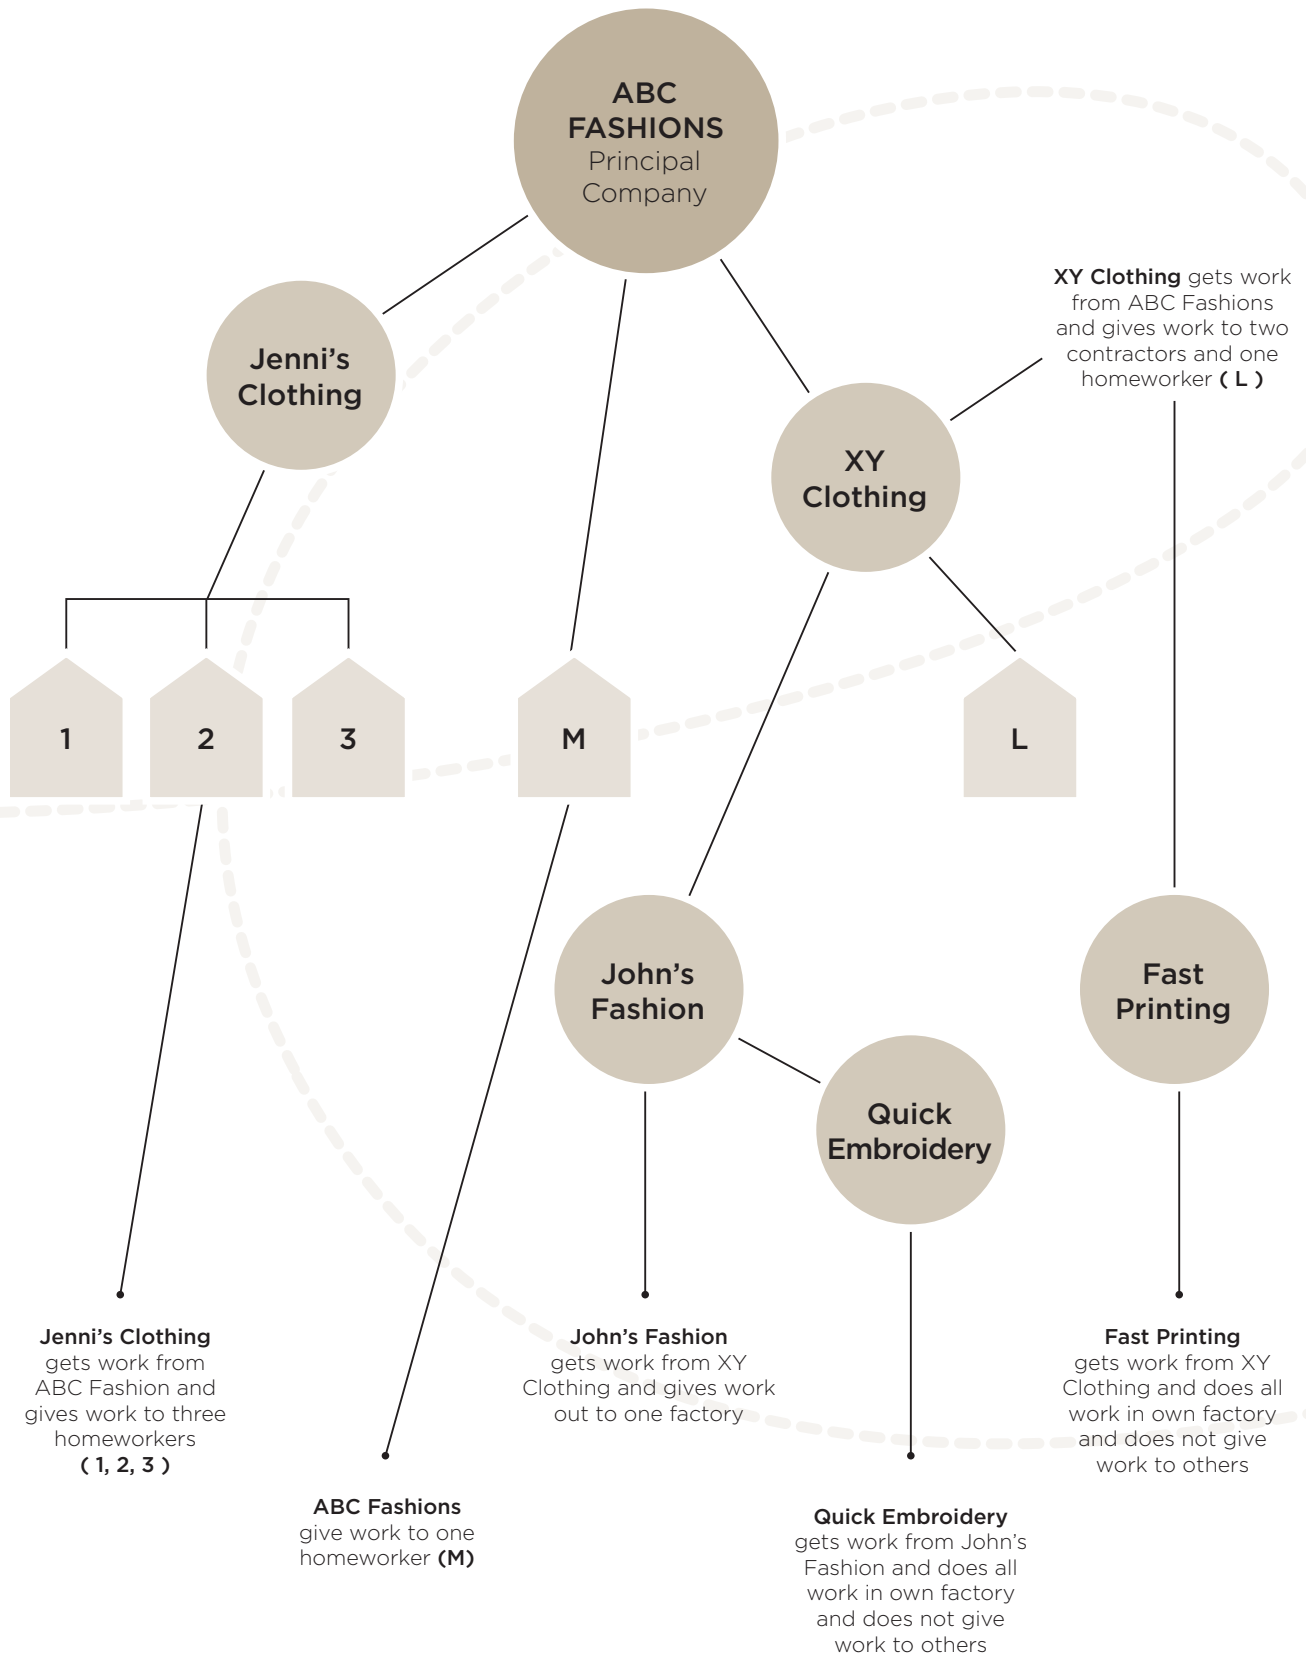 ABC
FASHIONS
Principal
Company
XY Clothing gets work
from ABC Fashions
and gives work to two
contractors and one
homeworker ( L )
Jenni’s
Clothing
XY
Clothing
1
2
3
M
L
John’s
Fashion
Fast
Printing
Quick
Embroidery
Jenni’s Clothing
gets work from
ABC Fashion and
gives work to three
homeworkers
( 1, 2, 3 )
John’s Fashion
gets work from XY
Clothing and gives work
out to one factory
Fast Printing
gets work from XY
Clothing and does all
work in own factory
and does not give
work to others
ABC Fashions
give work to one
homeworker (M)
Quick Embroidery
gets work from John’s
Fashion and does all
work in own factory
and does not give
work to others